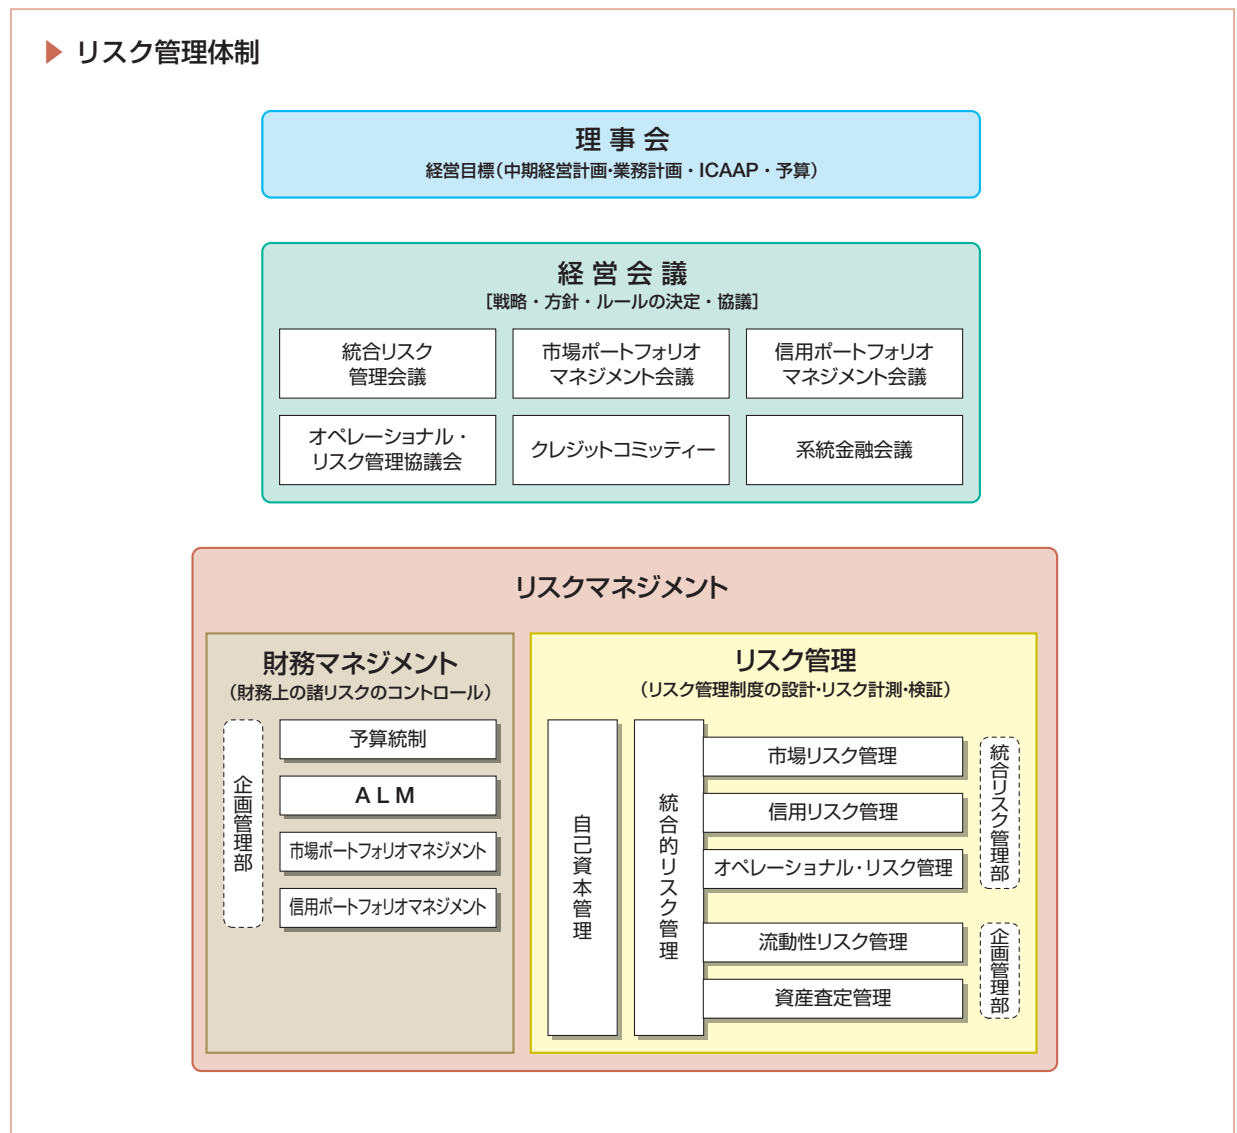 リスク管理体制
理事会
経営目標(中期経営計画・業務計画・ICAAP・予算)
経営会議
[戦略・方針・ルールの決定・協議]
統合リスク
管理会議
市場ポートフォリオ
マネジメント会議
信用ポートフォリオ
マネジメント会議
オペレーショナル・
リスク管理協議会
クレジットコミッティー
系統金融会議
リスクマネジメント
財務マネジメント
(財務上の諸リスクのコントロール)
企画管理部
予算統制
ALM
市場ポートフォリオマネジメント
信用ポートフォリオマネジメント
リスク管理
(リスク管理制度の設計・リスク計測・検証)
自己資本管理
統合的リスク管理
市場リスク管理
信用リスク管理
オペレーショナル・リスク管理
統合リスク管理部
流動性リスク管理
資産査定管理
企画管理部